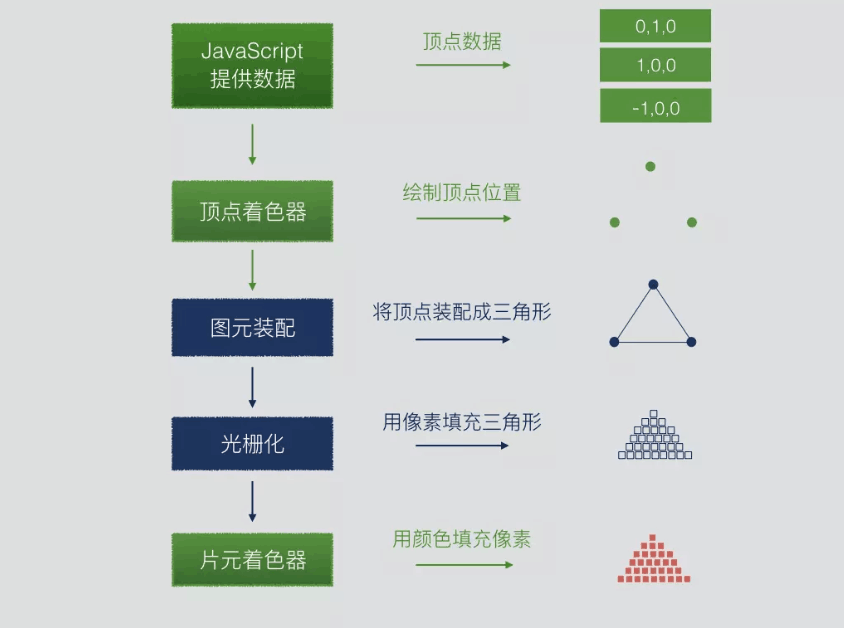 JavaScript
提供数据
顶点数据
0,1,0
1,0,0
-1,0,0
顶点着色器
绘制顶点位置
图元装配
将顶点装配成三角形
光栅化
用像素填充三角形
片元着色器
用颜色填充像素